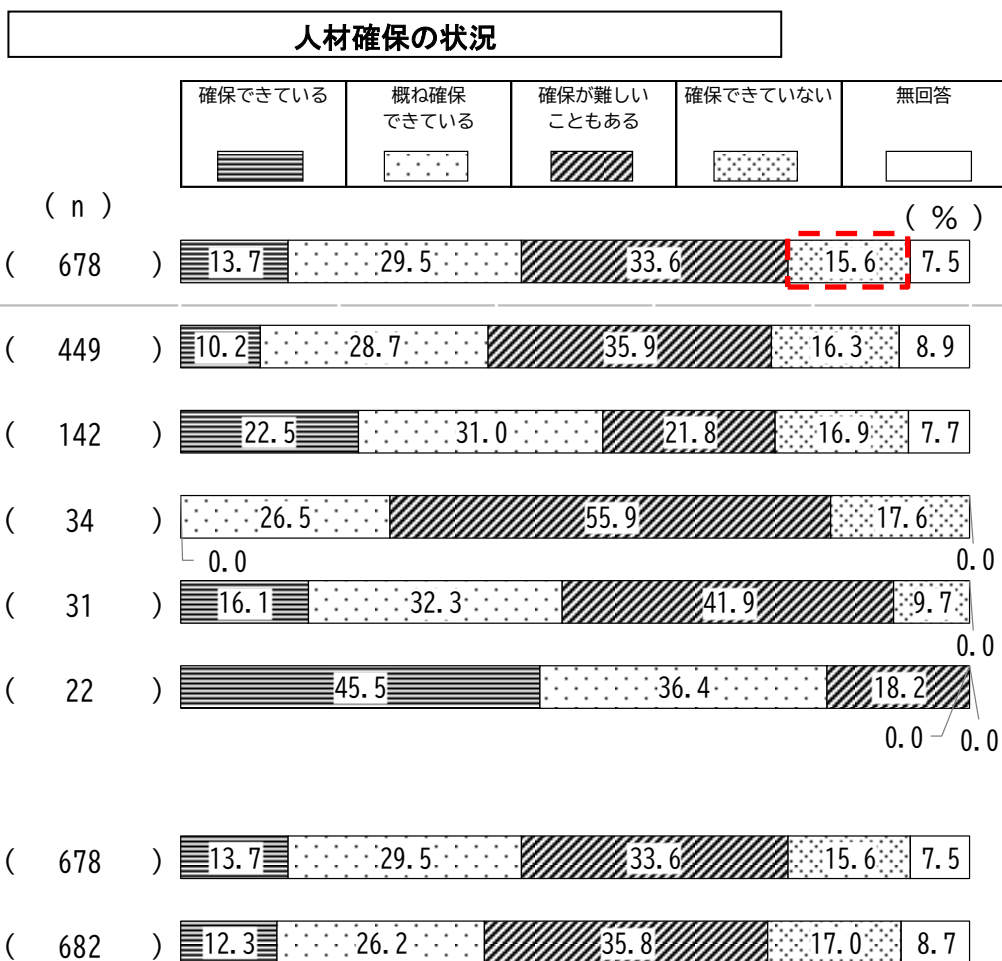 人材確保の状況
確保できている 概ね確保 確保が難しい 確保できていない 無回答
できている こともある
( n )
( % )
( 678 ) 13.7 29.5 33.6 15.6 7.5
( 449 ) 10.2 28.7 35.9 16.3 8.9
( 142 ) 22.5 31.0 21.8 16.9 7.7
( 34 ) 26.5 55.9 17.6
0.0 0.0
( 31 ) 16.1 32.3 41.9 9.7
0.0
( 22 ) 45.5 36.4 18.2
0.0 0.0
( 678 ) 13.7 29.5 33.6 15.6 7.5
( 682 ) 12.3 26.2 35.8 17.0 8.7